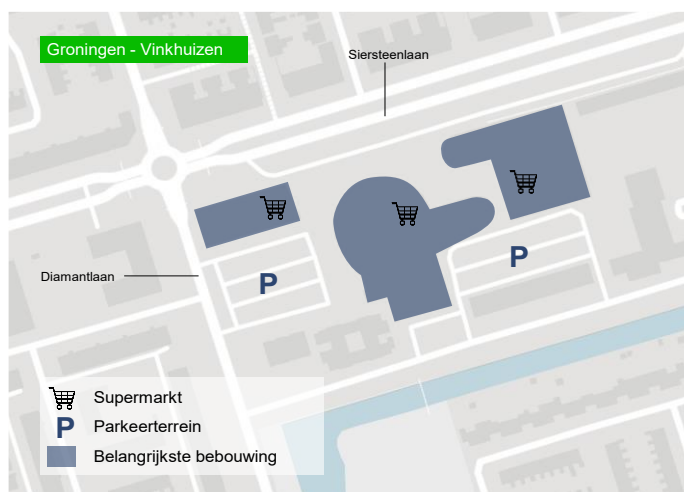 Groningen - Vinkhuizen
Siersteenlaan
Diamantlaan
P
P
Supermarkt
P Parkeerterrein
Belangrijkste bebouwing